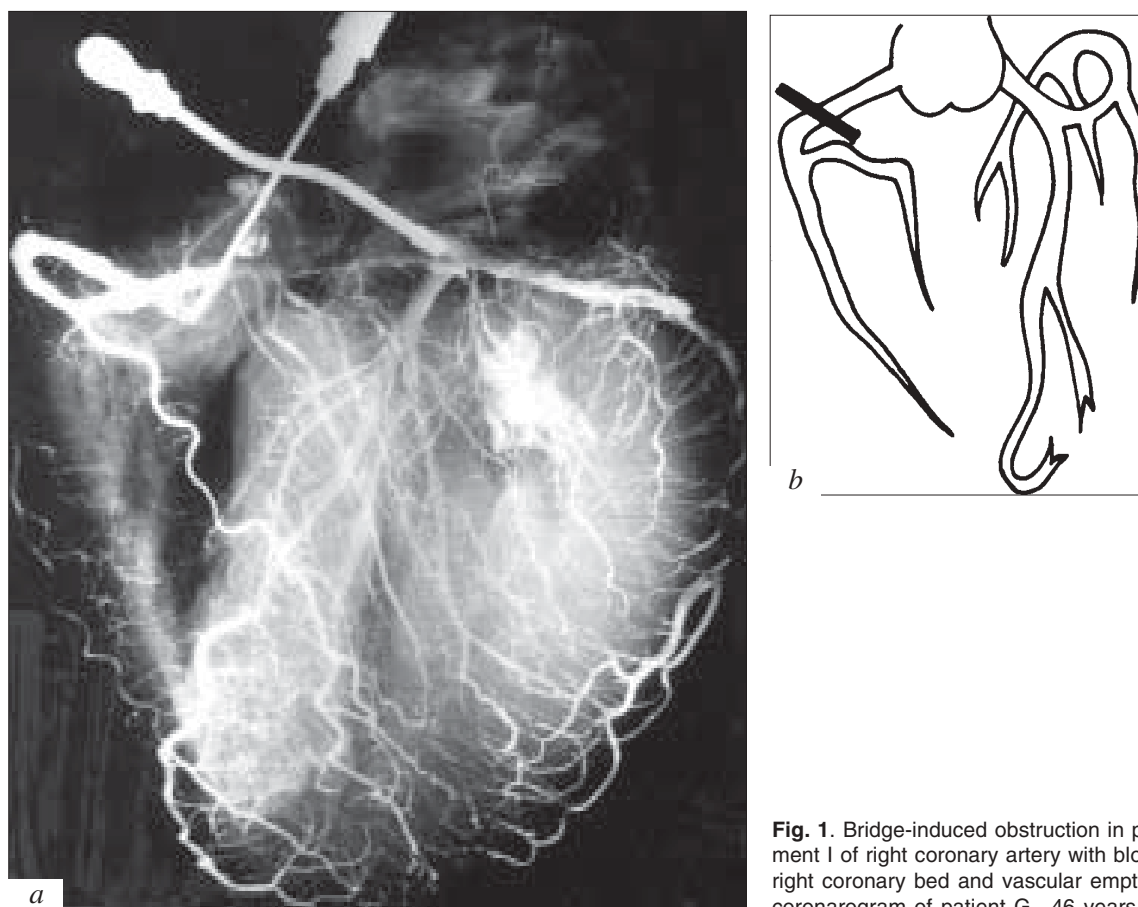 a
b
Fig. 1. Bridge-induced obstruction in p
ment I of right coronary artery with blo
right coronary bed and vascular empt